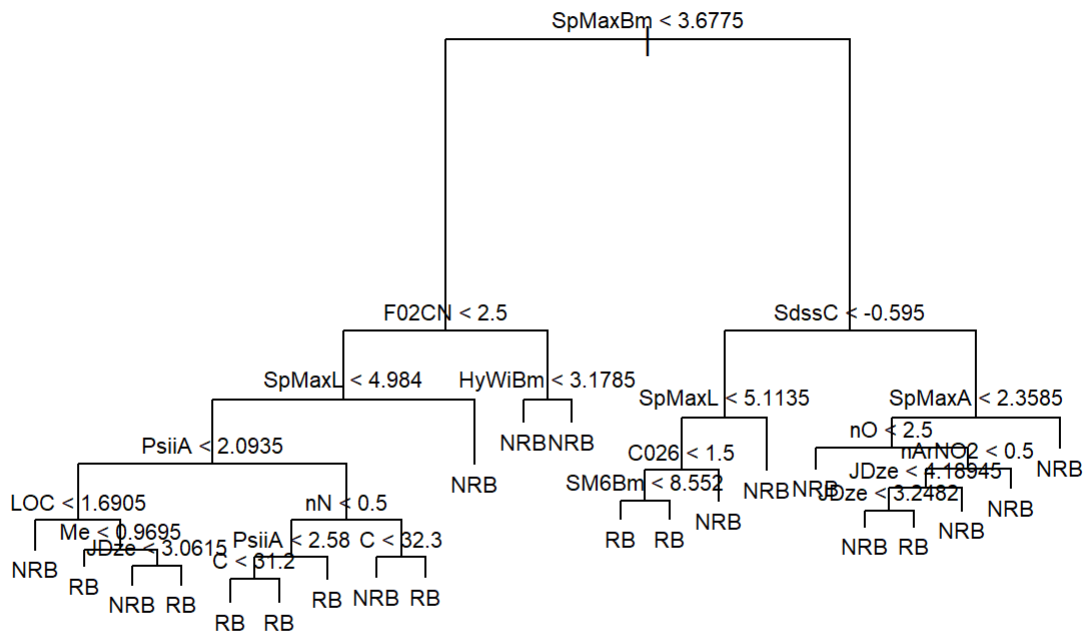 SpMaxBm < 3.6775
F02CN < 2.5
SdssC < -0.595
SpMaxL < 4.984
HyWiBm < 3.1785
SpMaxL < 5.1135
SpMaxA < 2.3585
NRB
NRB
nO < 2.5
PsiiA < 2.0935
C026 < 1.5
nArNO2 < 0.5
NRB
JDze < 4.18945
NRB
SM6Bm < 8.552
NRB
NRB
JDze < 3.2482
NRB
LOC < 1.6905
nN < 0.5
NRB
NRB
Me < 0.9695
RB
RB
NRB
RB
JDze < 3.0615
PsiiA < 2.58
C < 32.3
C < 31.2
NRB
RB
NRB
RB
RB
NRB
RB
RB
RB